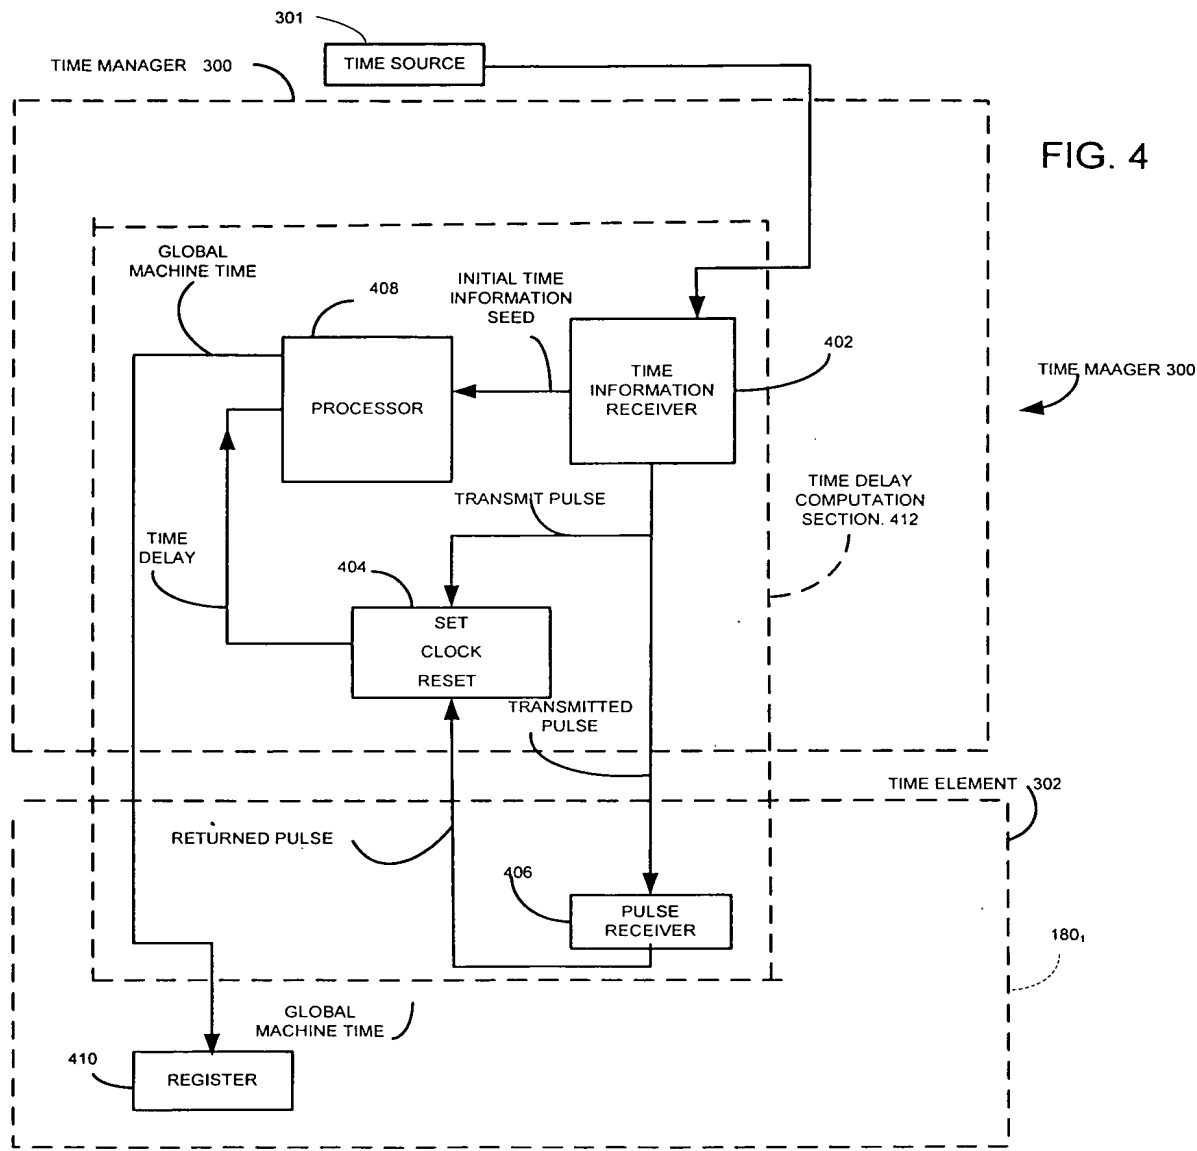 301
TIME SOURCE
TIME MANAGER 300
FIG. 4
GLOBAL
MACHINE TIME
408
INITIAL TIME
INFORMATION
SEED
PROCESSOR
TIME
INFORMATION
RECEIVER
402
TIME MAAGER 300
TIME DELAY
COMPUTATION
SECTION. 412
TRANSMIT PULSE
TIME
DELAY
404
SET
CLOCK
RESET
TRANSMITTED
PULSE
TIME ELEMENT 302
RETURNED PULSE
406
PULSE
RECEIVER
180₁
GLOBAL
MACHINE TIME
410
REGISTER